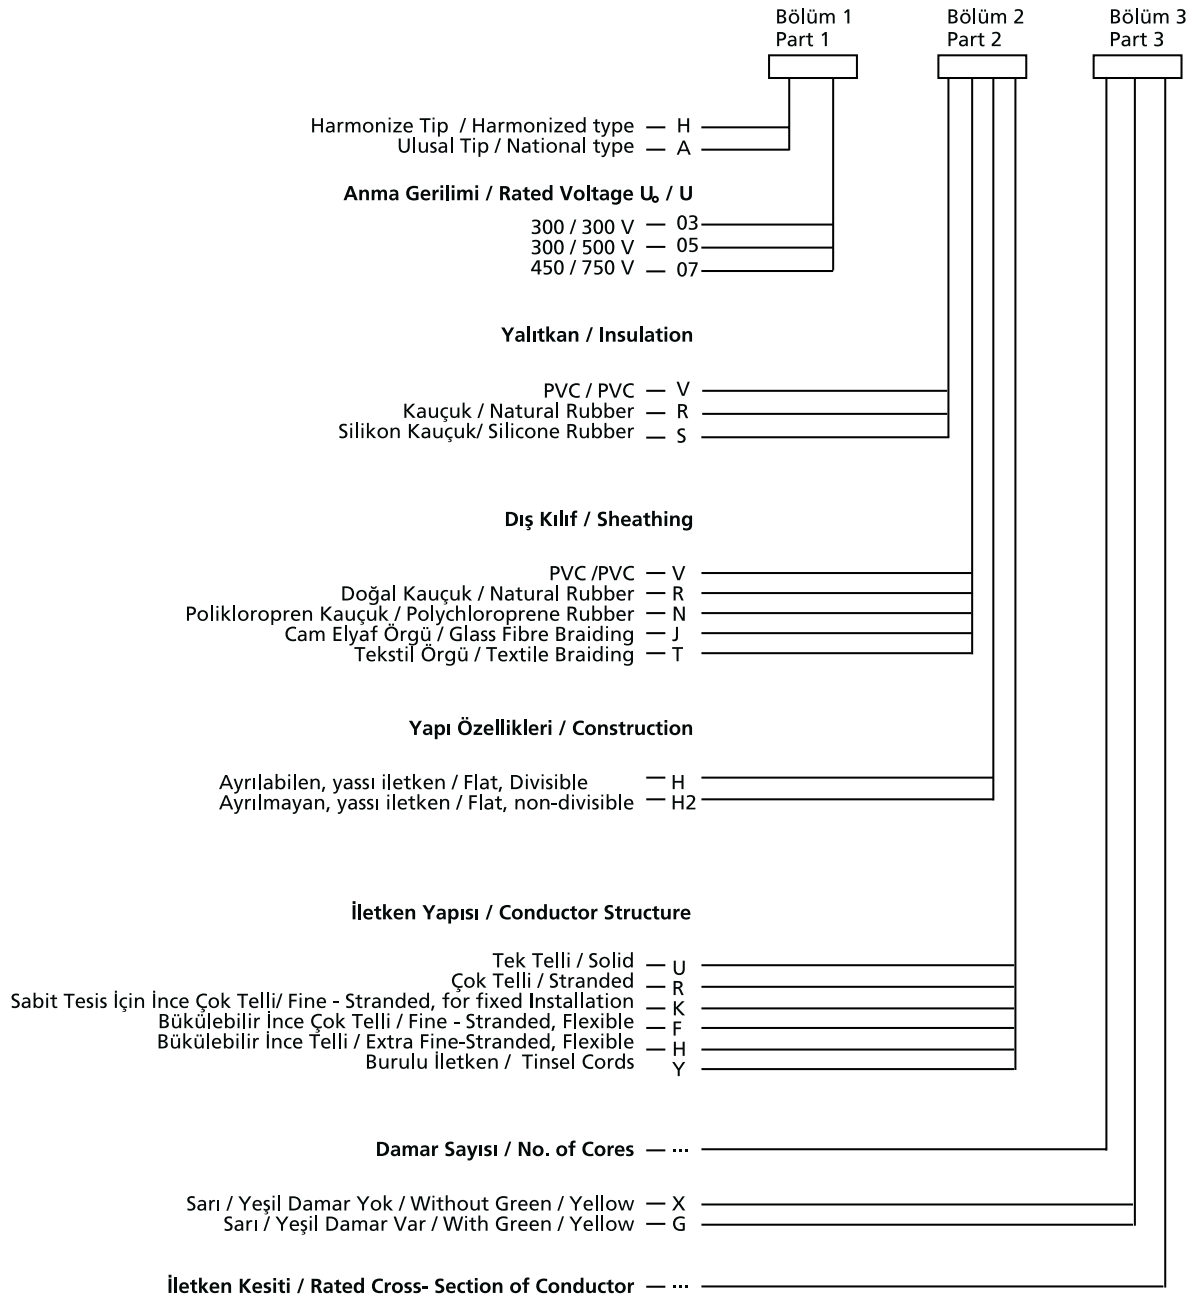 Bölüm 1 Bölüm 2 Bölüm 3
Part 1 Part 2 Part 3
Harmonize Tip / Harmonized type — H
Ulusal Tip / National type — A
Anma Gerilimi / Rated Voltage U₀ / U
300 / 300 V — 03
300 / 500 V — 05
450 / 750 V — 07
Yalıtkan / Insulation
PVC / PVC — V
Kauçuk / Natural Rubber — R
Silikon Kauçuk/ Silicone Rubber — S
Dış Kılıf / Sheathing
PVC /PVC — V
Doğal Kauçuk / Natural Rubber — R
Polikloropren Kauçuk / Polychloroprene Rubber — N
Cam Elyaf Örgü / Glass Fibre Braiding — J
Tekstil Örgü / Textile Braiding — T
Yapı Özellikleri / Construction
Ayrılabilen, yassı iletken / Flat, Divisible — H
Ayrılmayan, yassı iletken / Flat, non-divisible — H2
İletken Yapısı / Conductor Structure
Tek Telli / Solid — U
Çok Telli / Stranded — R
Sabit Tesis İçin İnce Çok Telli/ Fine - Stranded, for fixed Installation — K
Bükülebilir İnce Çok Telli / Fine - Stranded, Flexible — F
Bükülebilir İnce Telli / Extra Fine-Stranded, Flexible — H
Burulu İletken / Tinsel Cords — Y
Damar Sayısı / No. of Cores — ...
Sarı / Yeşil Damar Yok / Without Green / Yellow — X
Sarı / Yeşil Damar Var / With Green / Yellow — G
İletken Kesiti / Rated Cross- Section of Conductor — ...